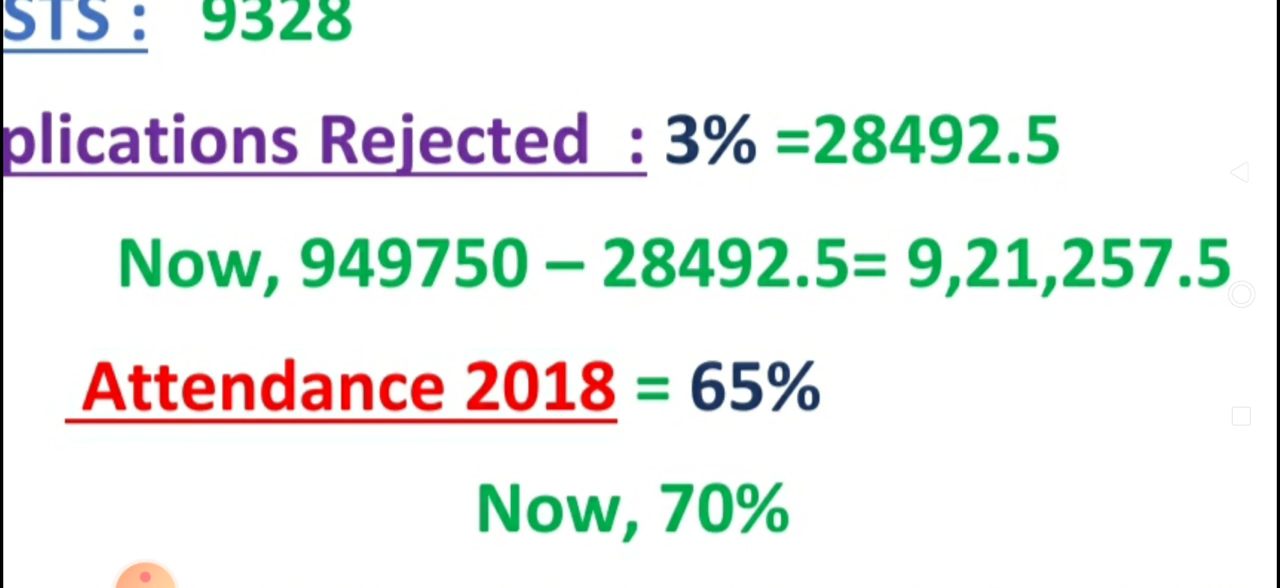 STS : 9328
plications Rejected : 3% =28492.5
Now, 949750 – 28492.5= 9,21,257.5
Attendance 2018 = 65%
Now, 70%